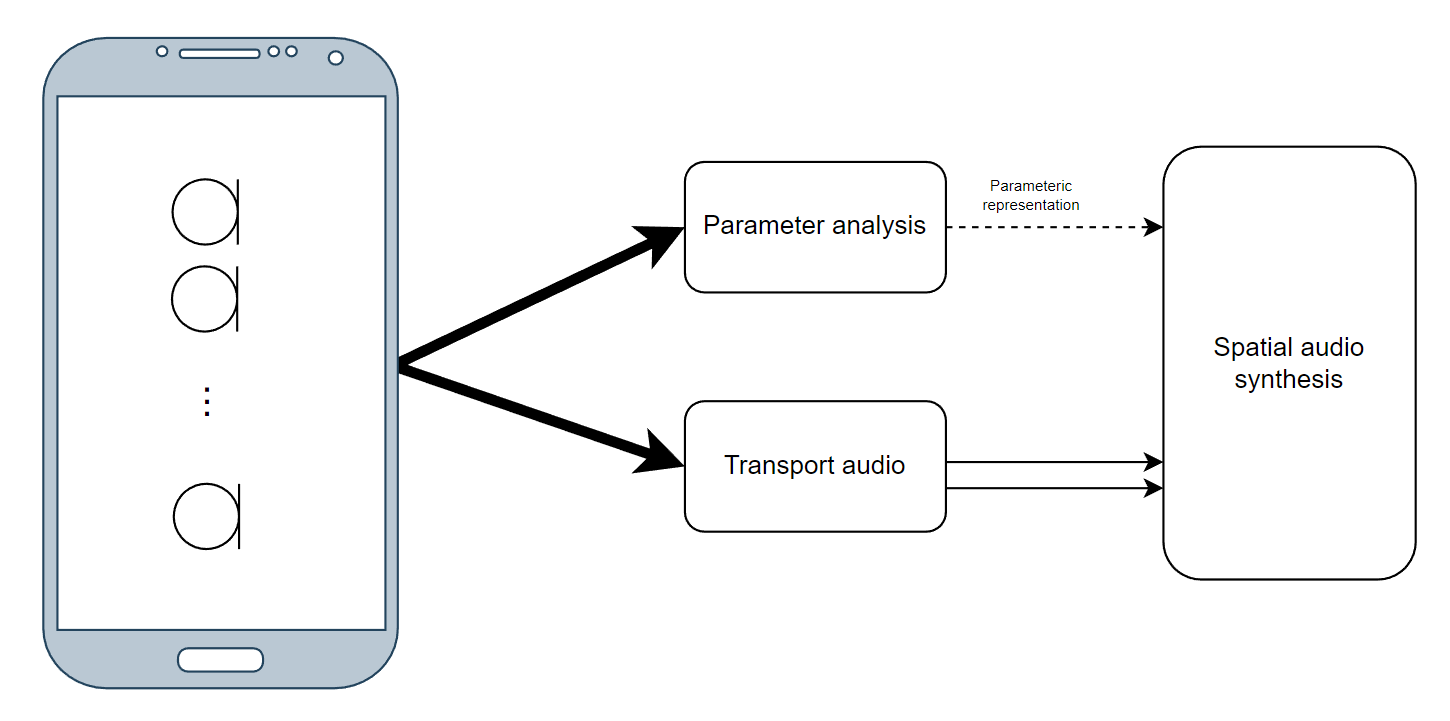 Parameteric
representation
Parameter analysis
Spatial audio
synthesis
Transport audio